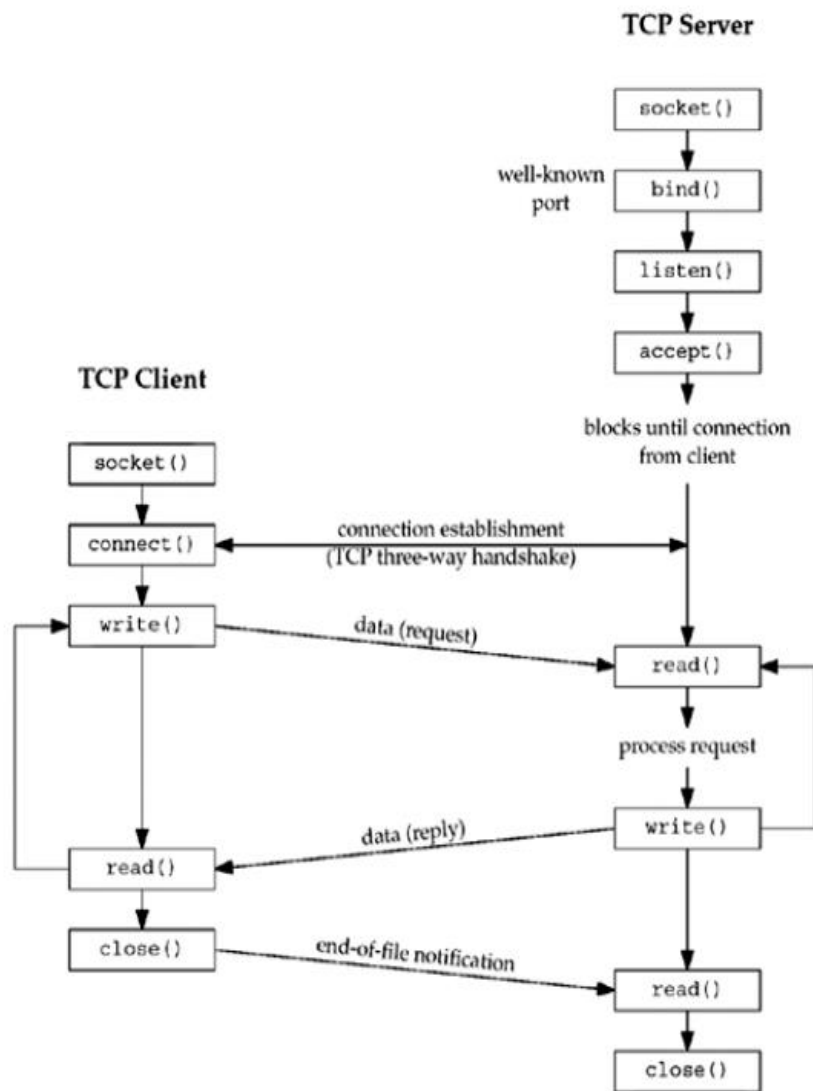 TCP Server
socket()
well-known
port
bind()
listen()
accept()
TCP Client
blocks until connection
from client
socket()
connection establishment
(TCP three-way handshake)
connect()
write()
data (request)
read()
process request
write()
data (reply)
read()
close()
end-of-file notification
read()
close()